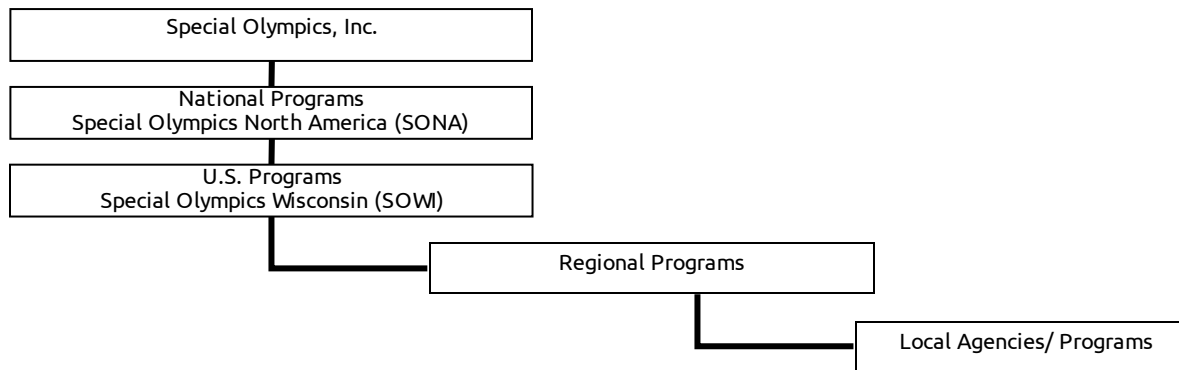 Special Olympics, Inc.
National Programs
Special Olympics North America (SONA)
U.S. Programs
Special Olympics Wisconsin (SOWI)
Regional Programs
Local Agencies/ Programs